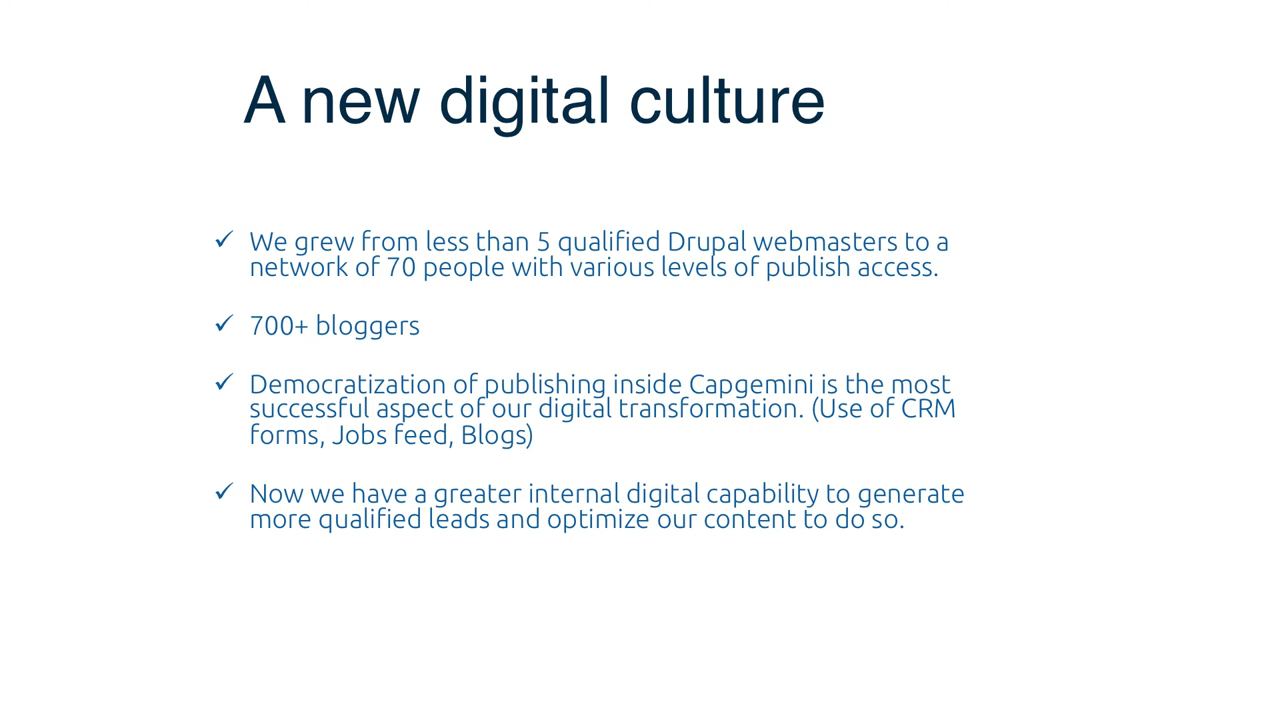 A new digital culture
✓ We grew from less than 5 qualified Drupal webmasters to a
network of 70 people with various levels of publish access.
✓ 700+ bloggers
✓ Democratization of publishing inside Capgemini is the most
successful aspect of our digital transformation. (Use of CRM
forms, Jobs feed, Blogs)
✓ Now we have a greater internal digital capability to generate
more qualified leads and optimize our content to do so.